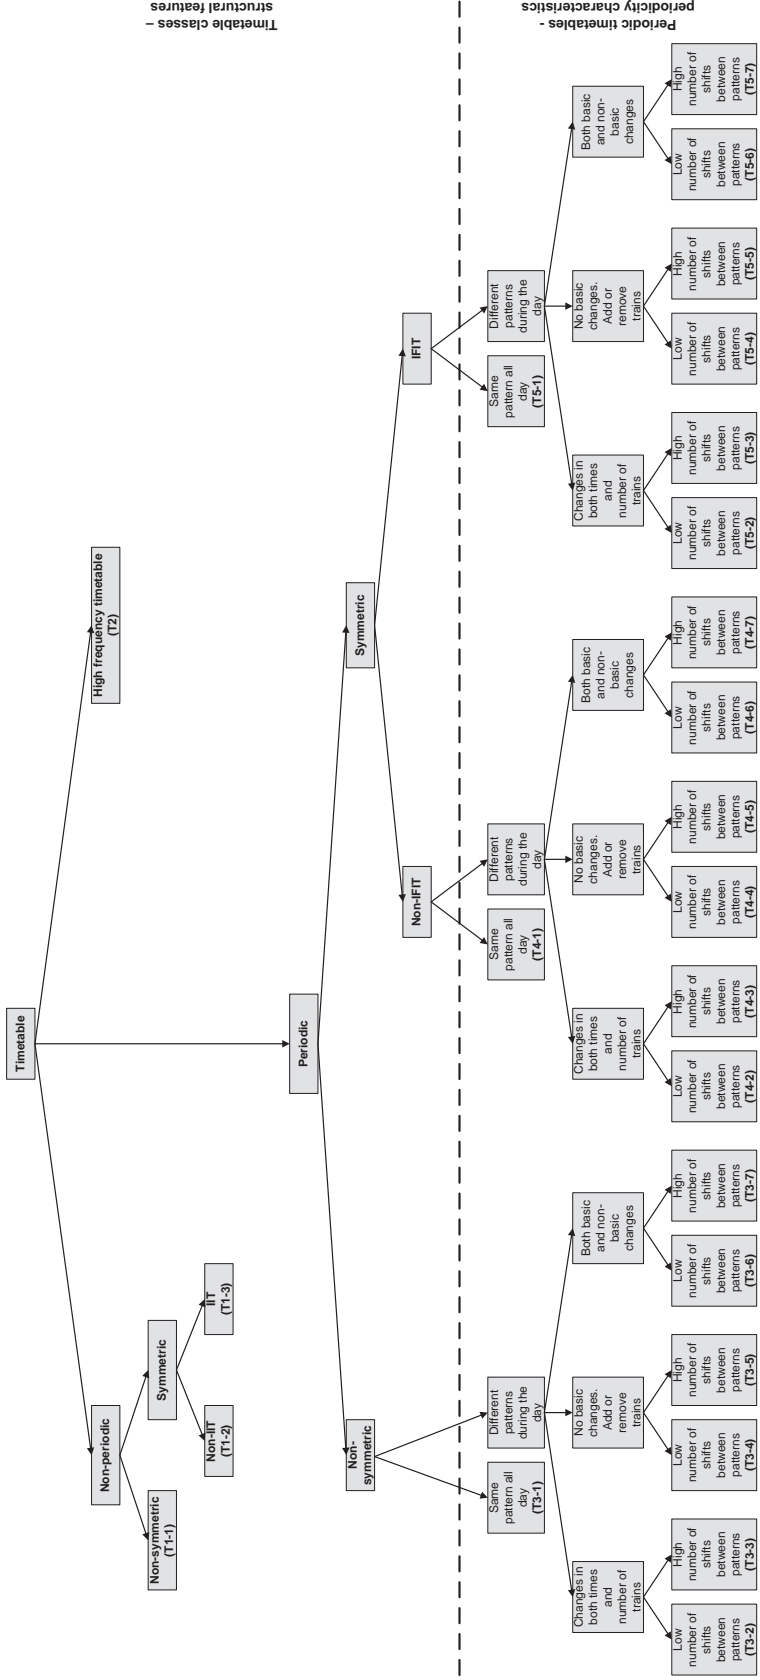 Timetable
Non-periodic
High frequency timetable
(T2)
Non-symmetric
(T1-1)
Symmetric
Non-IIT
(T1-2)
IIT
(T1-3)
Periodic
Non-
symmetric
Symmetric
Non-IFIT
IFIT
Timetable classes –
structural features
Periodic timetables -
periodicity characteristics
Same
pattern all
day
(T3-1)
Different
patterns
during the
day
Same
pattern all
day
(T4-1)
Different
patterns
during the
day
Same
pattern all
day
(T5-1)
Different
patterns
during the
day
Changes in
both times
and
number of
trains
No basic
changes.
Add or
remove
trains
Both basic
and non-
basic
changes
Changes in
both times
and
number of
trains
No basic
changes.
Add or
remove
trains
Both basic
and non-
basic
changes
Changes in
both times
and
number of
trains
No basic
changes.
Add or
remove
trains
Both basic
and non-
basic
changes
Low
number of
shifts
between
patterns
(T3-2)
High
number of
shifts
between
patterns
(T3-3)
Low
number of
shifts
between
patterns
(T3-4)
High
number of
shifts
between
patterns
(T3-5)
Low
number of
shifts
between
patterns
(T3-6)
High
number of
shifts
between
patterns
(T3-7)
Low
number of
shifts
between
patterns
(T4-2)
High
number of
shifts
between
patterns
(T4-3)
Low
number of
shifts
between
patterns
(T4-4)
High
number of
shifts
between
patterns
(T4-5)
Low
number of
shifts
between
patterns
(T4-6)
High
number of
shifts
between
patterns
(T4-7)
Low
number of
shifts
between
patterns
(T5-2)
High
number of
shifts
between
patterns
(T5-3)
Low
number of
shifts
between
patterns
(T5-4)
High
number of
shifts
between
patterns
(T5-5)
Low
number of
shifts
between
patterns
(T5-6)
High
number of
shifts
between
patterns
(T5-7)